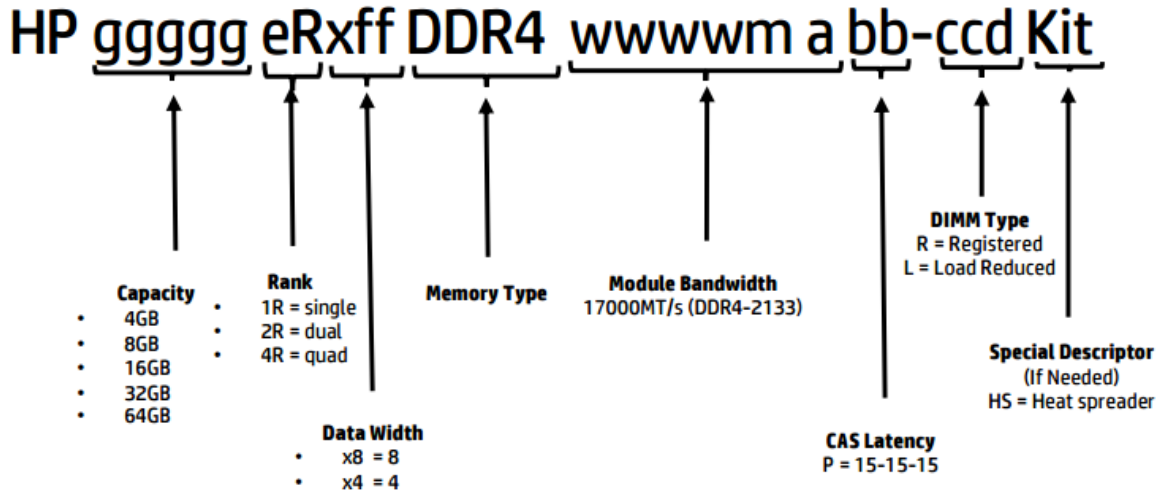 HP ggggg eRxff DDR4 wwwwm a bb-ccd Kit
Capacity
• 4GB
• 8GB
• 16GB
• 32GB
• 64GB
Rank
• 1R = single
• 2R = dual
• 4R = quad
Data Width
• x8 = 8
• x4 = 4
Memory Type
Module Bandwidth
17000MT/s (DDR4-2133)
CAS Latency
P = 15-15-15
DIMM Type
R = Registered
L = Load Reduced
Special Descriptor
(If Needed)
HS = Heat spreader